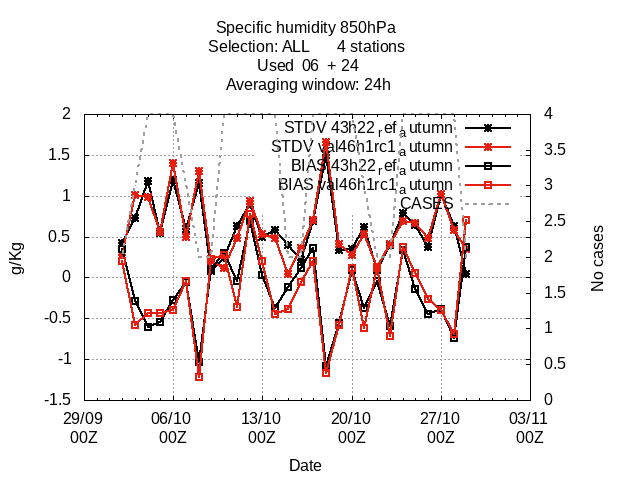 Specific humidity 850hPa
Selection: ALL 4 stations
Used 06 + 24
Averaging window: 24h
STDV 43h22_ref_autumn
STDV val46h1rc1_autumn
BIAS 43h22_ref_autumn
BIAS val46h1rc1_autumn
CASES
2
1.5
1
0.5
0
-0.5
-1
-1.5
g/Kg
4
3.5
3
2.5
2
1.5
1
0.5
0
No cases
29/09 06/10 13/10 20/10 27/10 03/11
00Z 00Z 00Z 00Z 00Z 00Z
Date